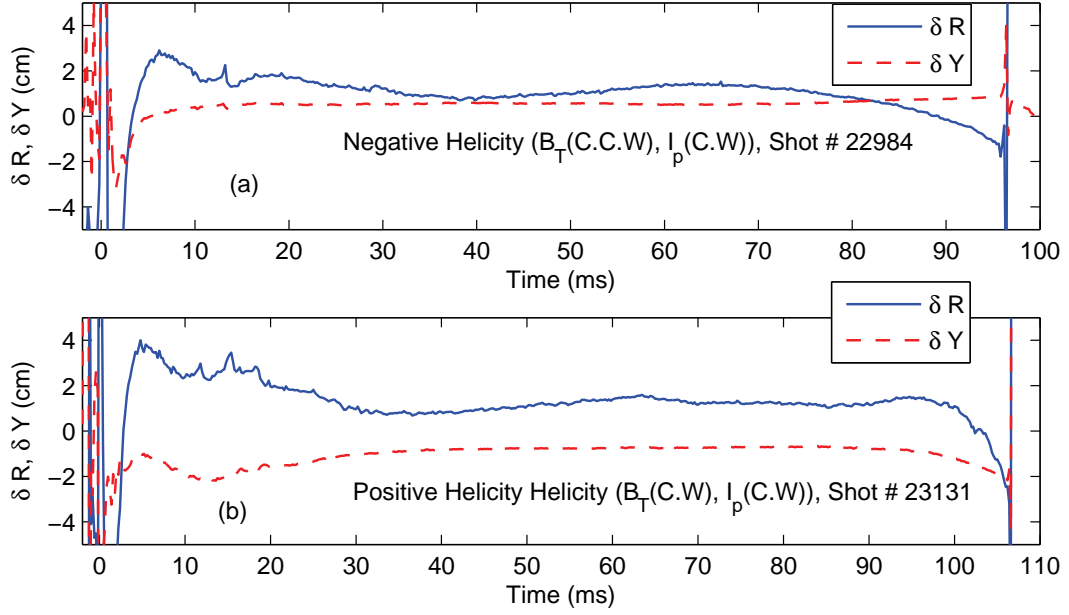 δ R, δ Y (cm)
4
2
0
−2
−4
δ R
δ Y
Negative Helicity (B_T(C.C.W), I_p(C.W)), Shot # 22984
(a)
0 10 20 30 40 50 60 70 80 90 100
Time (ms)
δ R, δ Y (cm)
4
2
0
−2
−4
δ R
δ Y
Positive Helicity Helicity (B_T(C.W), I_p(C.W)), Shot # 23131
(b)
0 10 20 30 40 50 60 70 80 90 100 110
Time (ms)